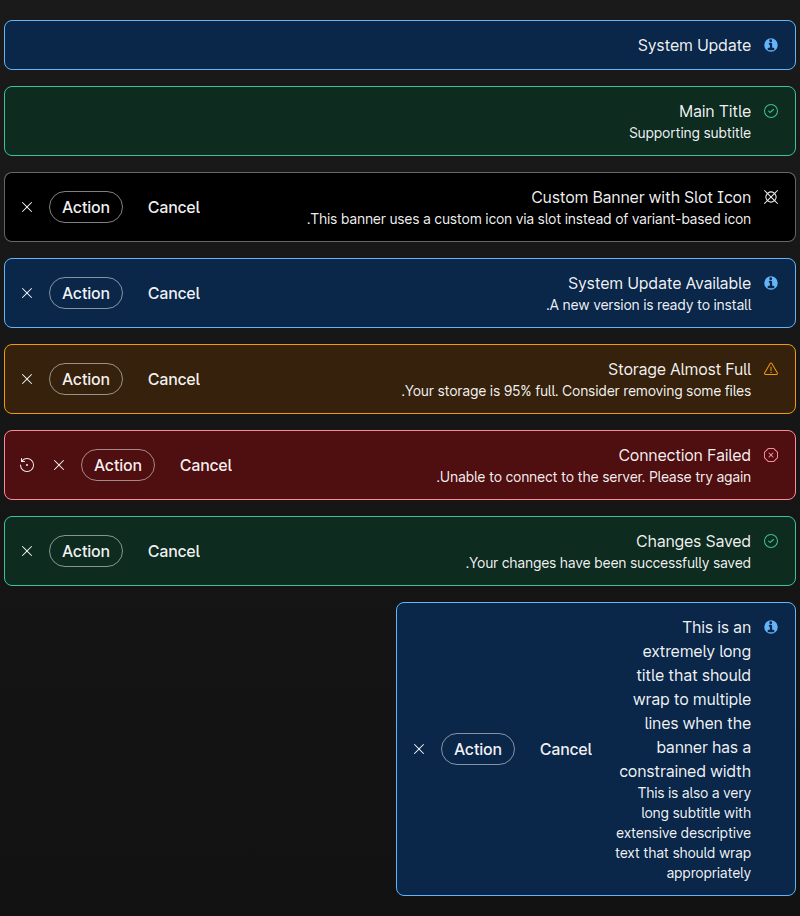 System Update
Main Title
Supporting subtitle
Custom Banner with Slot Icon
.This banner uses a custom icon via slot instead of variant-based icon
Cancel
Action
System Update Available
.A new version is ready to install
Cancel
Action
Storage Almost Full
.Your storage is 95% full. Consider removing some files
Cancel
Action
Connection Failed
.Unable to connect to the server. Please try again
Cancel
Action
Changes Saved
.Your changes have been successfully saved
Cancel
Action
This is an
extremely long
title that should
wrap to multiple
lines when the
banner has a
constrained width
This is also a very
long subtitle with
extensive descriptive
text that should wrap
appropriately
Cancel
Action